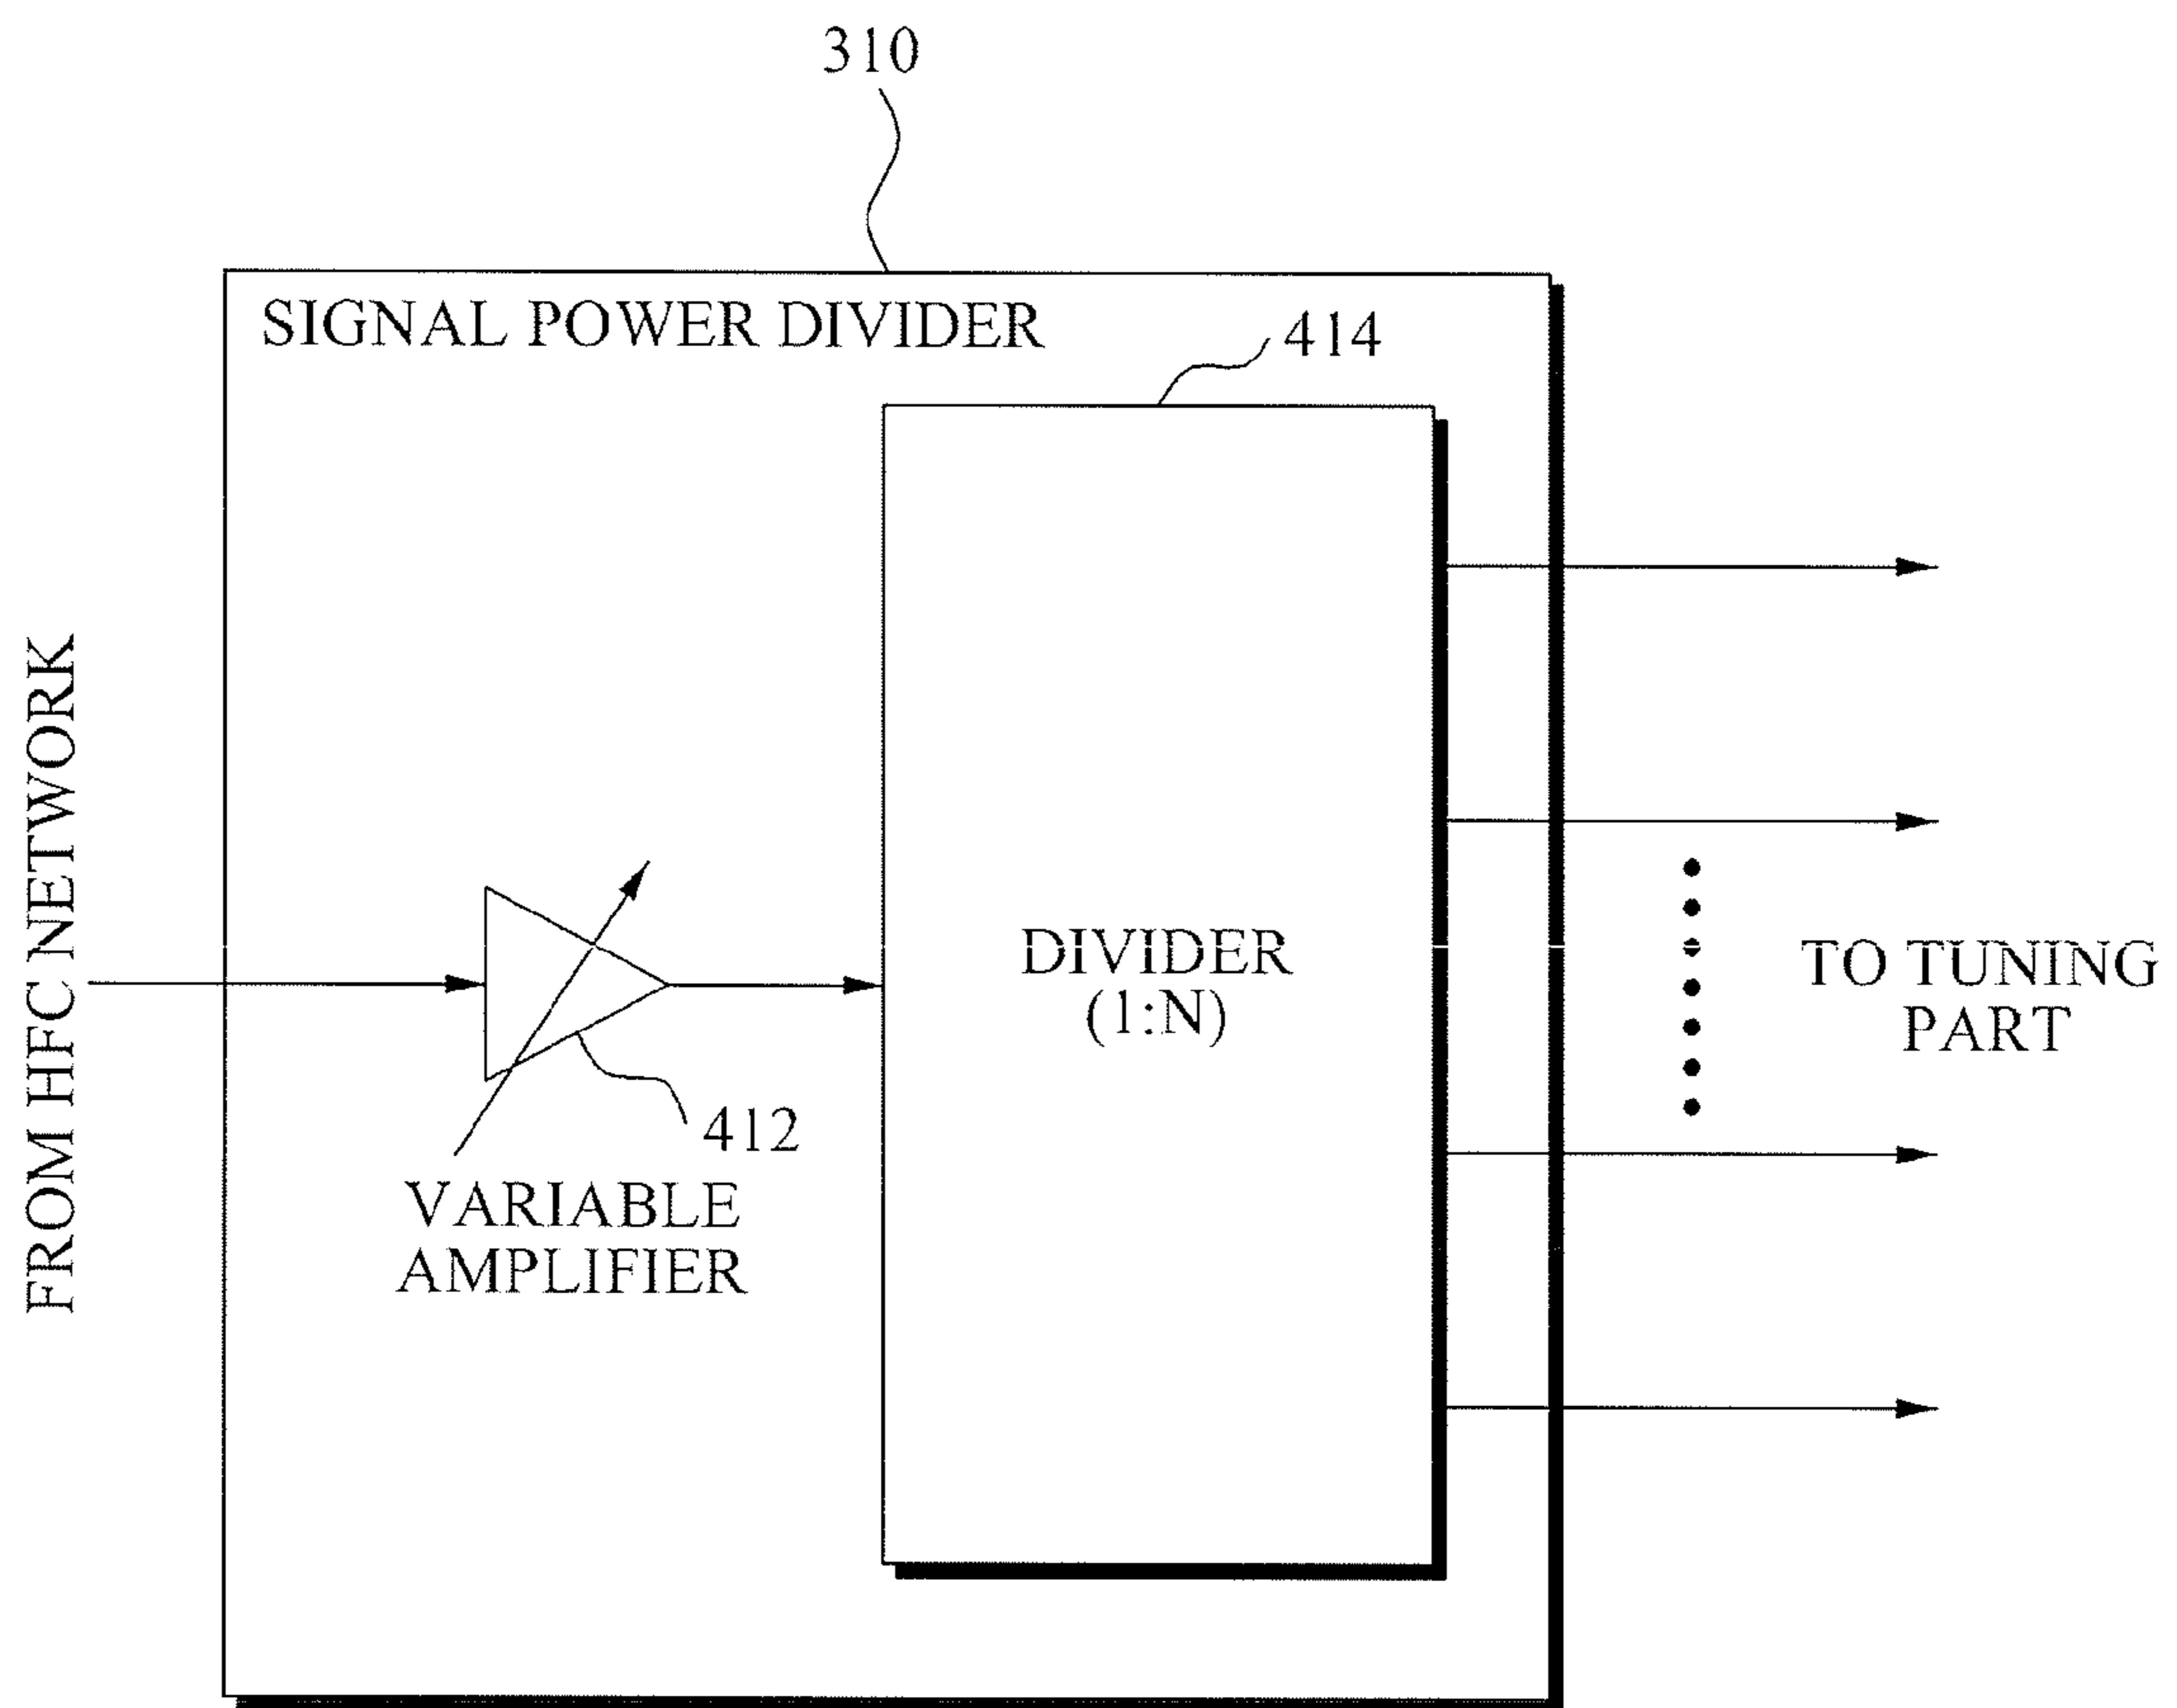 310
SIGNAL POWER DIVIDER
414
FROM HFC NETWORK
DIVIDER
(1:N)
TO TUNING
PART
412
VARIABLE
AMPLIFIER